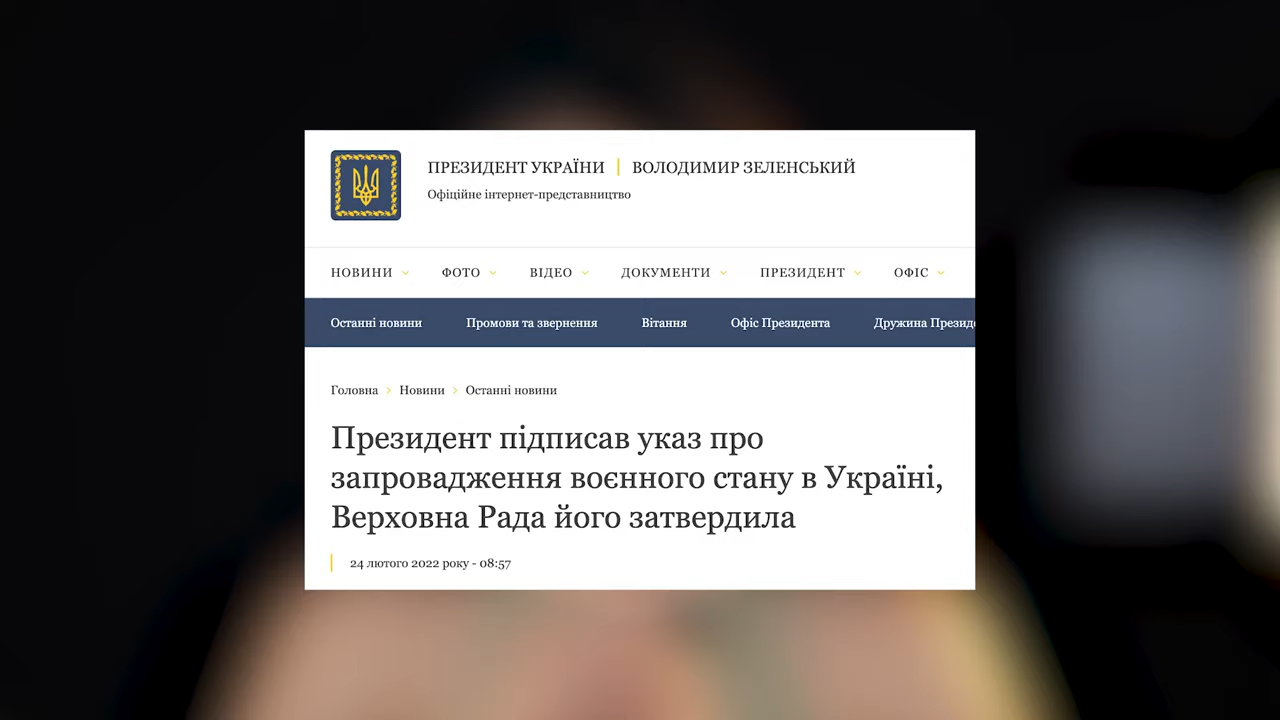 ПРЕЗИДЕНТ УКРАЇНИ | ВОЛОДИМИР ЗЕЛЕНСЬКИЙ
Офіційне інтернет-представництво
НОВИНИ ФОТО ВІДЕО ДОКУМЕНТИ ПРЕЗИДЕНТ ОФІС
Останні новини Промови та звернення Вітання Офіс Президента Дружина Презид
Головна > Новини > Останні новини
Президент підписав указ про
запровадження воєнного стану в Україні,
Верховна Рада його затвердила
24 лютого 2022 року - 08:57